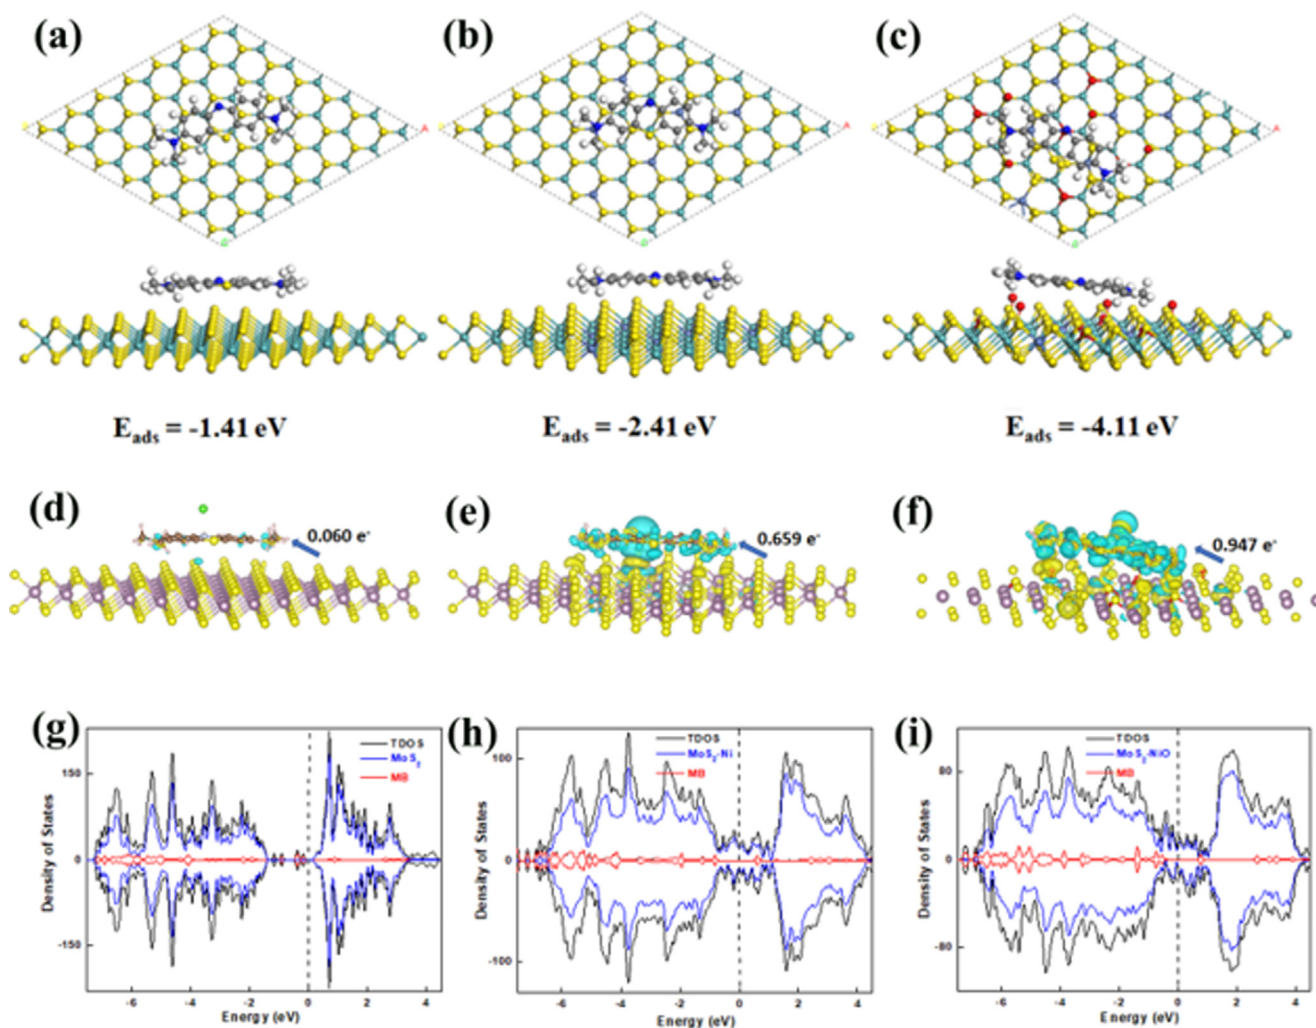 (a)
(b)
(c)
A
A
A
Eads = -1.41 eV
Eads = -2.41 eV
Eads = -4.11 eV
(d)
(e)
(f)
0.060 e-
0.659 e-
0.947 e-
(g)
(h)
(i)
TDOS
MoS2
MB
TDOS
MoS2-Ni
MB
TDOS
MoS2-NiO
MB
150
0
-150
100
0
-100
80
0
-80
Density of States
Density of States
Density of States
-6 -4 -2 0 2 4
-6 -4 -2 0 2 4
-6 -4 -2 0 2 4
Energy (eV)
Energy (eV)
Energy (eV)